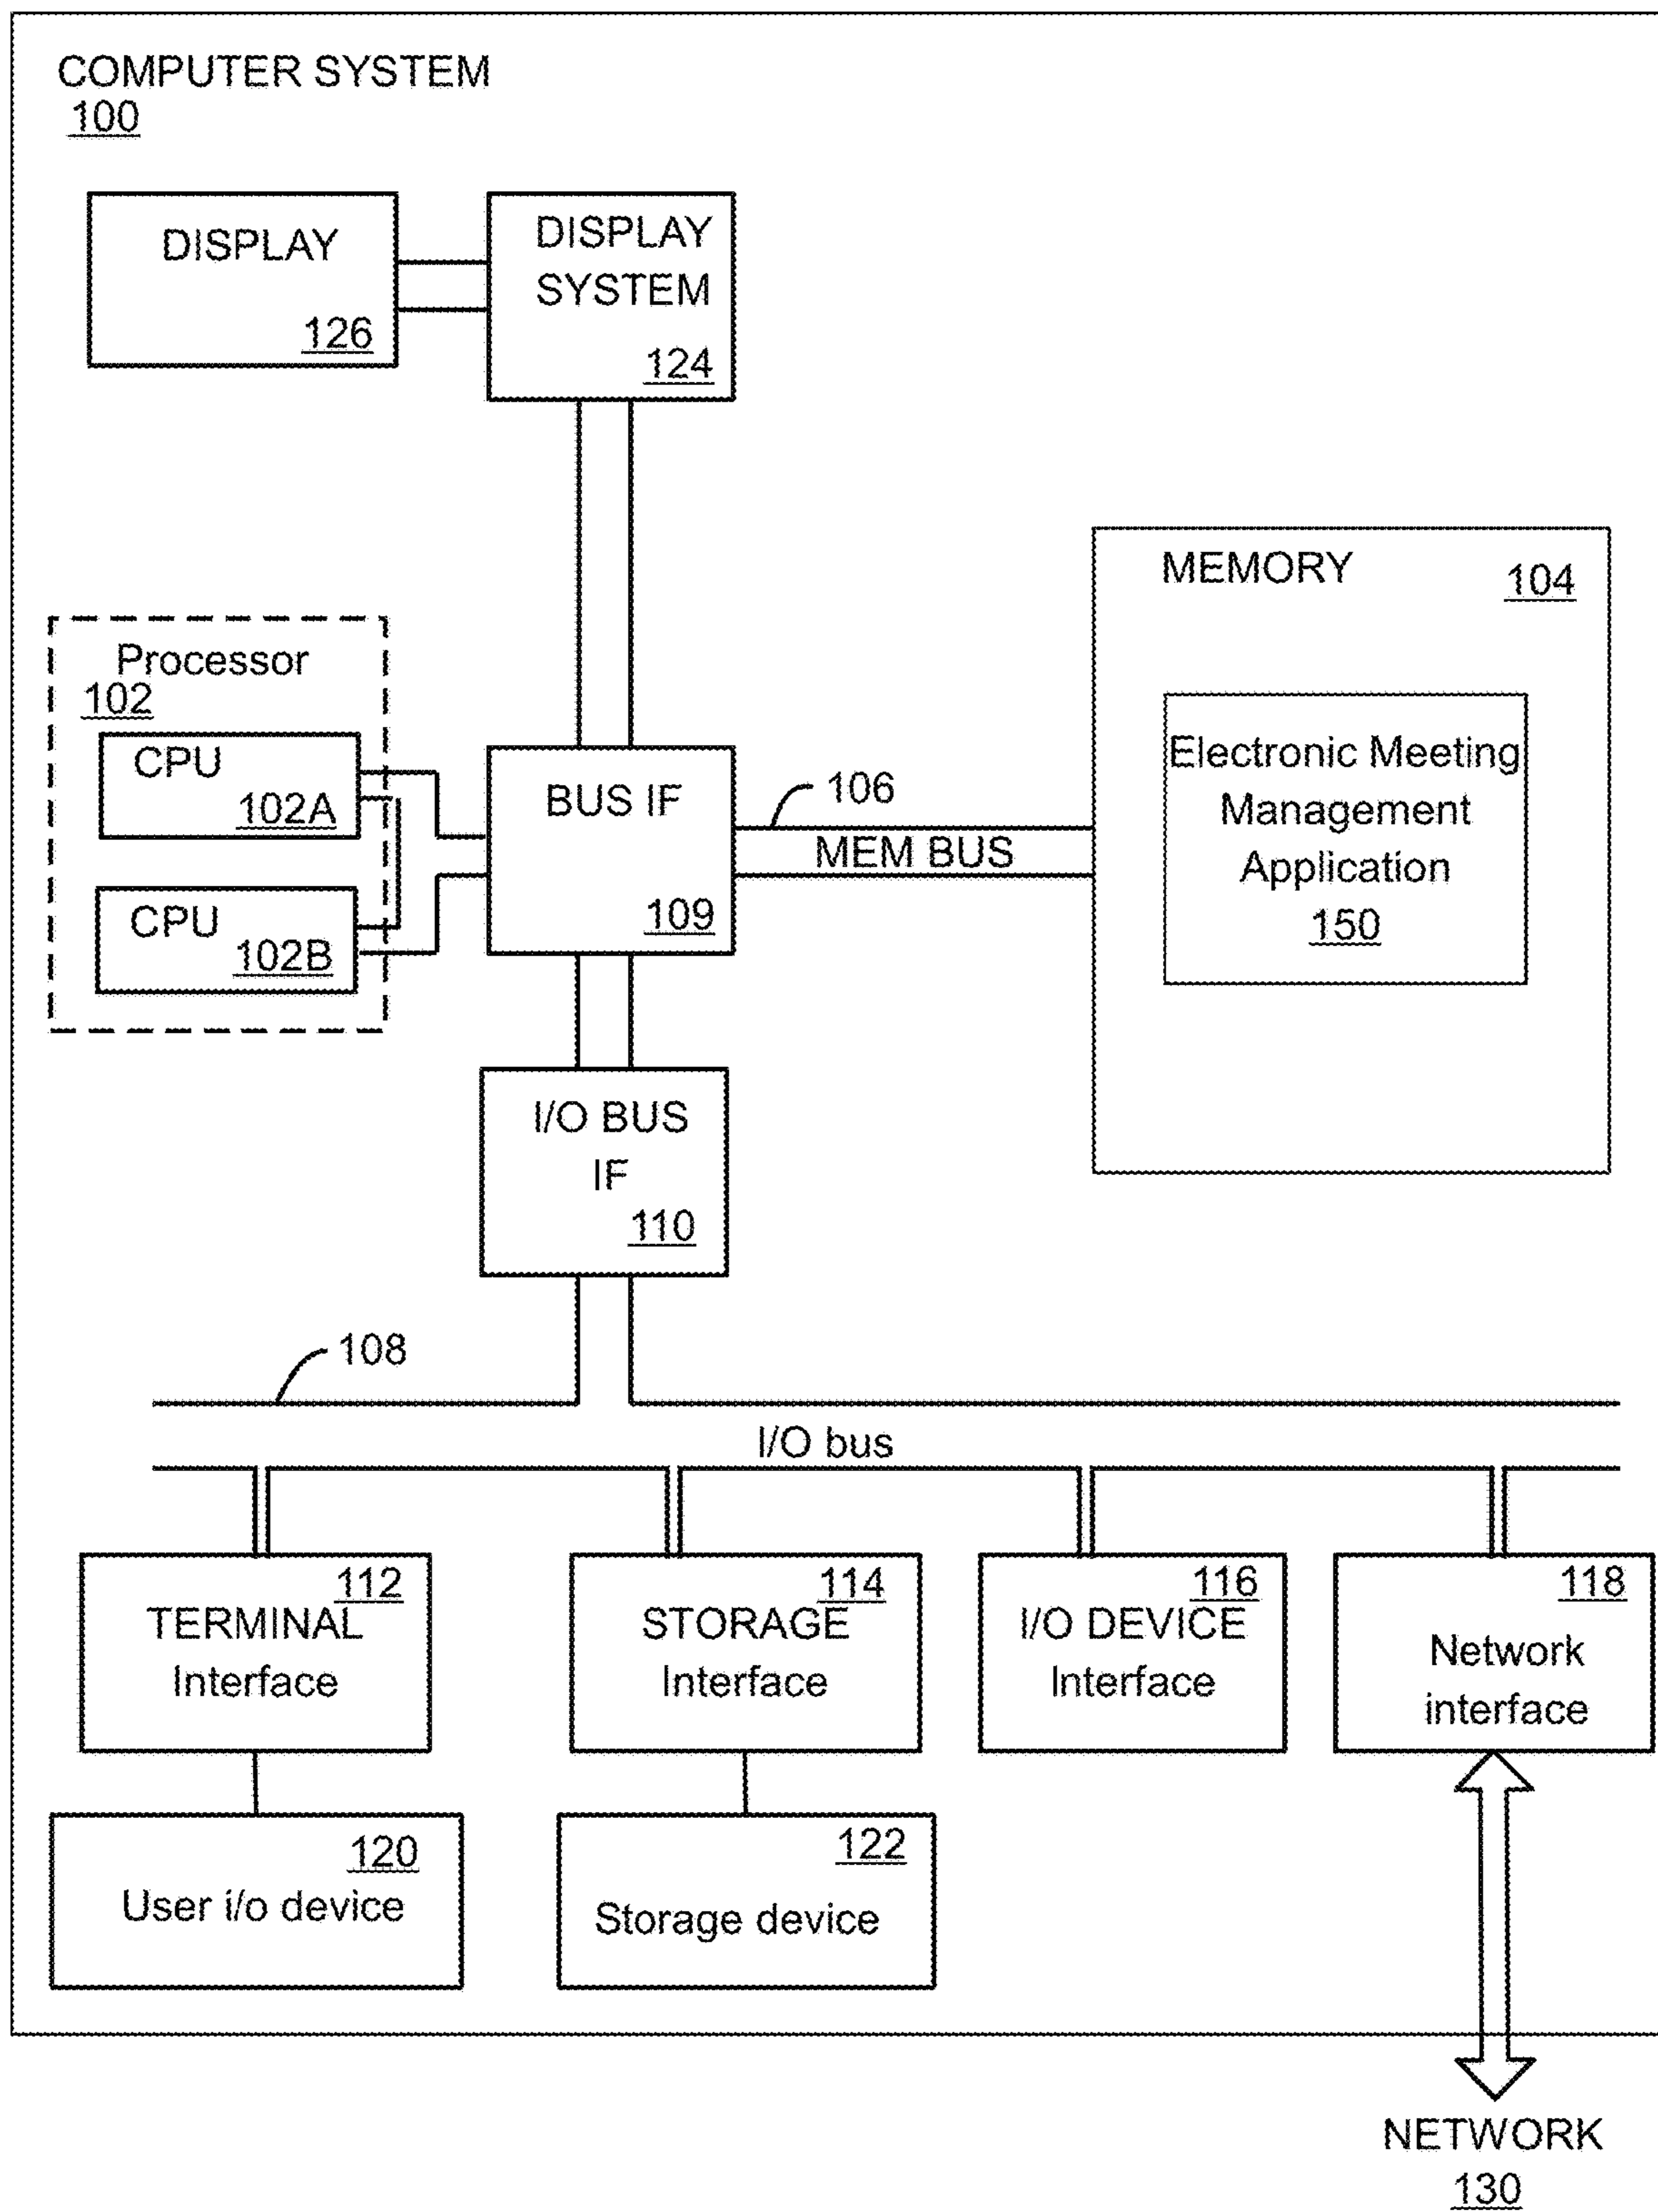 COMPUTER SYSTEM
100
DISPLAY
126
DISPLAY
SYSTEM
124
MEMORY
104
Electronic Meeting
Management
Application
150
Processor
102
CPU
102A
CPU
102B
BUS IF
109
106
MEM BUS
I/O BUS
IF
110
108
I/O bus
112
TERMINAL
Interface
114
STORAGE
Interface
116
I/O DEVICE
Interface
118
Network
interface
120
User i/o device
122
Storage device
NETWORK
130